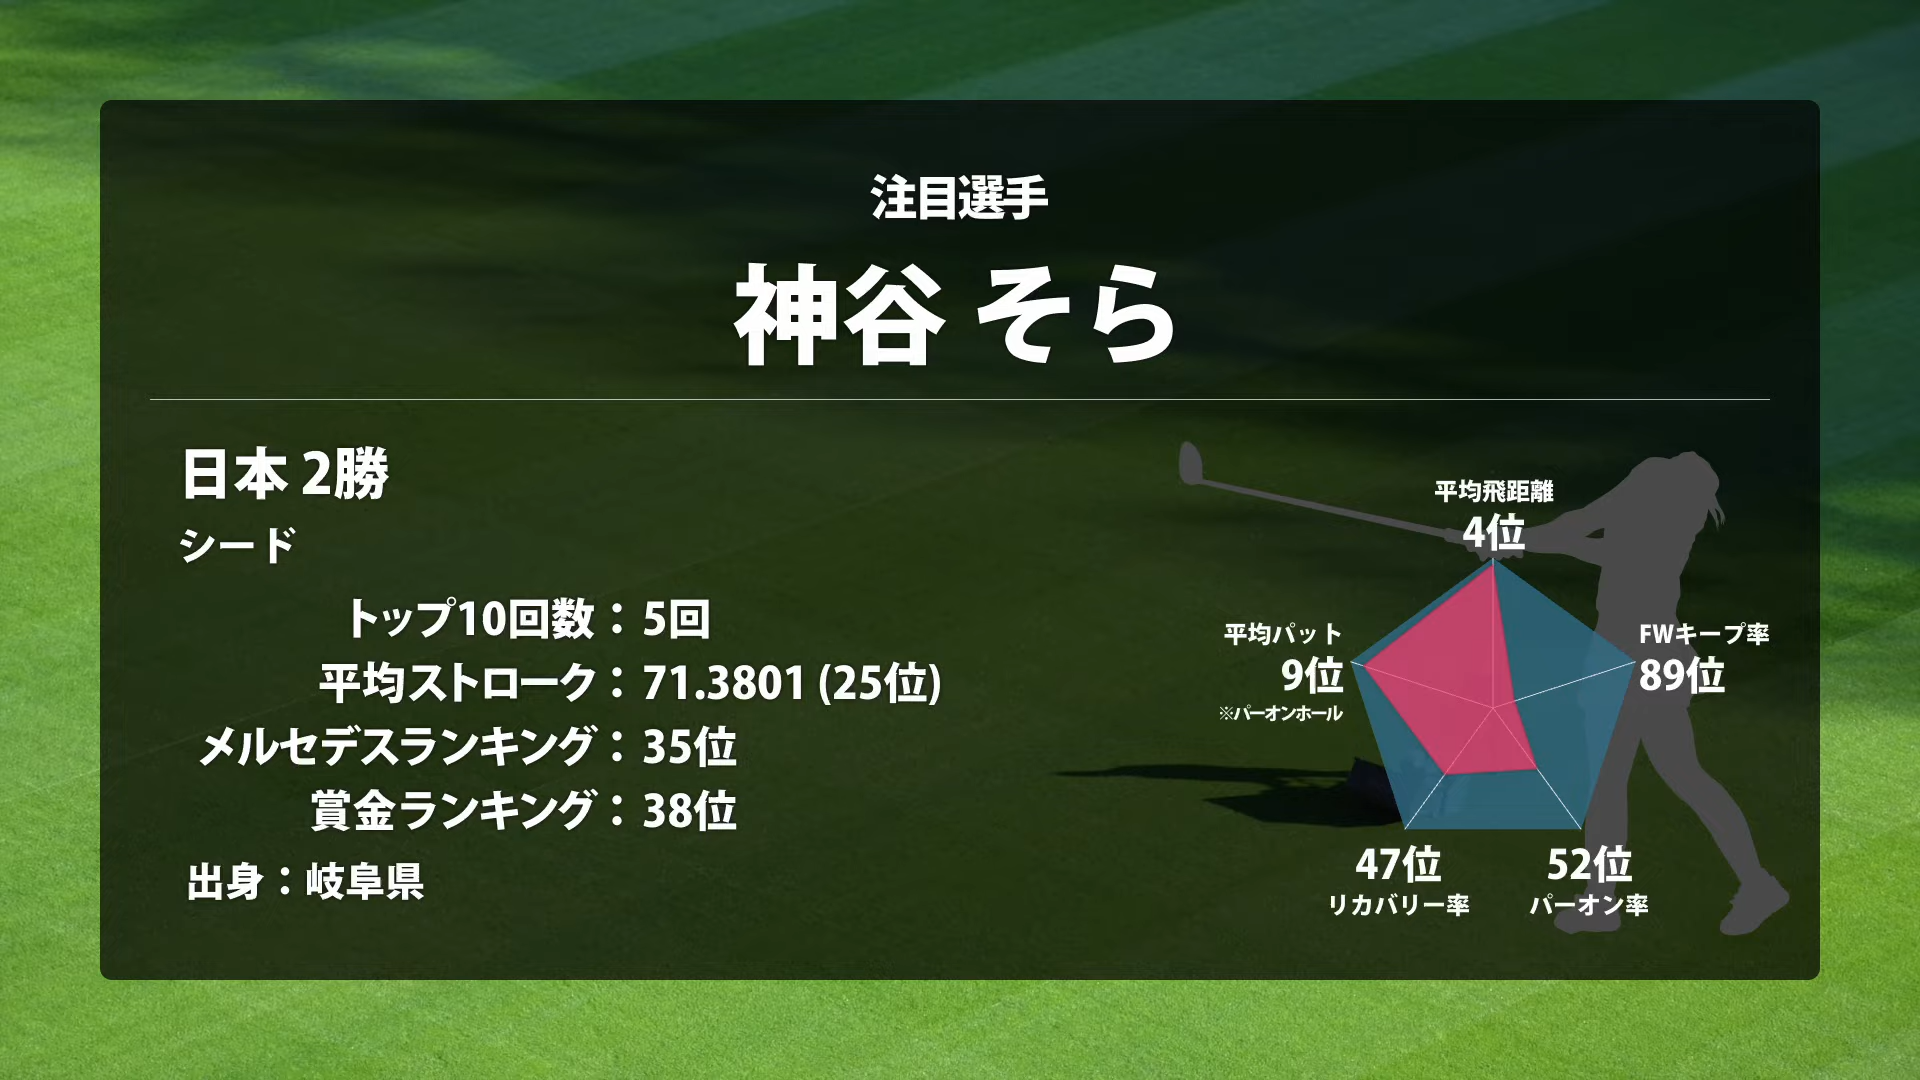 注目選手
神谷 そら
日本 2勝
シード
トップ10回数：5回
平均ストローク：71.3801 (25位)
メルセデスランキング：35位
賞金ランキング：38位
出身：岐阜県
平均飛距離
4位
平均パット
9位
※パーオンホール
FWキープ率
89位
47位
リカバリー率
52位
パーオン率